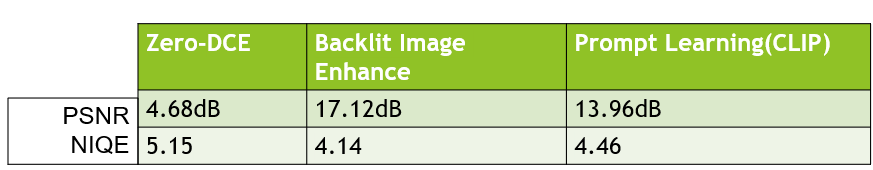 Zero-DCE Backlit Image Prompt Learning(CLIP)
Enhance
PSNR 4.68dB 17.12dB 13.96dB
NIQE 5.15 4.14 4.46